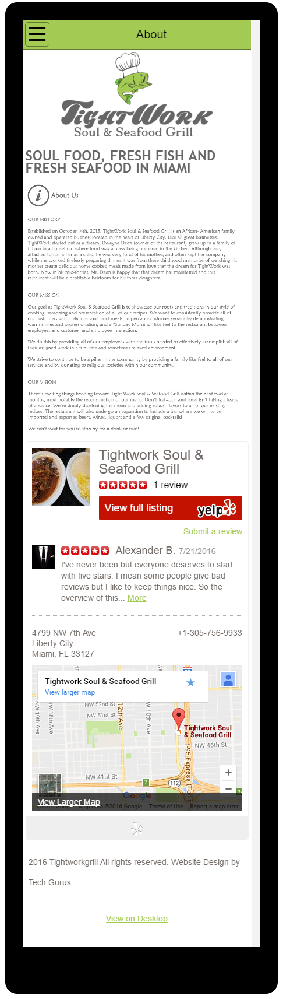 About
TightWork
Soul & Seafood Grill
SOUL FOOD, FRESH FISH AND
FRESH SEAFOOD IN MIAMI
i About Us
OUR HISTORY
Established on October 14th, 2015, TightWork Soul & Seafood Grill is an African- American family
owned and operated business located in the heart of Liberty City. Like all great businesses,
TightWork started out as a dream. Dwayne Dean (owner of the restaurant) grew up in a family of
fifteen in a household where food was always being prepared in the kitchen. Although very
attached to his father as a child, he was very fond of his mother, and often kept her company
while she worked tirelessly preparing dinner.It was from these childhood memories of watching his
mother create delicious home cooked meals made from love that the dream for TightWork was
born. Now in his mid-forties, Mr. Dean is happy that that dream has manifested and this
restaurant will be a profitable heirloom for his three daughters.
OUR MISSION
Our goal at TightWork Soul & Seafood Grill is to showcase our roots and traditions in our style of
cooking, seasoning and presentation of all of our recipes. We want to consistently provide all of
our customers with delicious soul food meals, impeccable customer service by demonstrating
warm smiles and professionalism, and a "Sunday Morning" like feel to the restaurant between
employees and customer and employee interaction.
We do this by providing all of our employees with the tools needed to effectively accomplish all of
their assigned work in a fun, safe and sometimes relaxed environment.
We strive to continue to be a pillar in the community by providing a family like feel to all of our
services and by donating to religious societies within our community.
OUR VISION
There's exciting things heading toward Tight Work Soul & Seafood Grill within the next twelve
months, most notably the reconstruction of our menu. Don't fret—our soul food isn't taking a leave
of absence! We're simply shortening the menu and adding robust flavors to all of our existing
recipes. The restaurant will also undergo an expansion to include a bar where we will serve
imported and exported beers, wines, liquors and a few original cocktails!
We can't wait for you to stop by for a drink or two!
Tightwork Soul &
Seafood Grill
1 review
View full listing yelp
Submit a review
Alexander B. 7/21/2016
I've never been but everyone deserves to start
with five stars. I mean some people give bad
reviews but I like to keep things nice. So the
overview of this... More
4799 NW 7th Ave +1-305-756-9933
Liberty City
Miami, FL 33127
Tightwork Soul & Seafood Grill
View larger map
NW 52nd St
NW 51st St
NW 19th Ave
NW 18th Ave
12th Ave
NW 10th Ave
Tightwork Soul
& Seafood Grill
NW 46th St
I-95 Express (Toll r
NW 41st St
7
112
Google
View Larger Map
©2016 Google Terms of Use Report a map error
2016 Tightworkgrill All rights reserved. Website Design by
Tech Gurus
View on Desktop